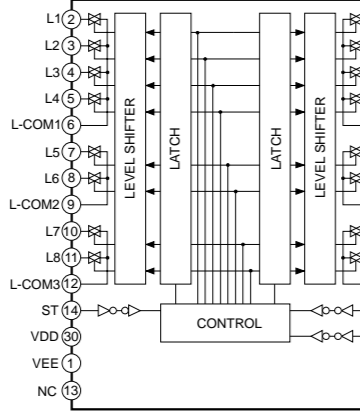 L1 2
L2 3
L3 4
L4 5
L-COM1 6
L5 7
L6 8
L-COM2 9
L7 10
L8 11
L-COM3 12
ST 14
VDD 30
VEE 1
NC 13
LEVEL SHIFTER
LATCH
LATCH
LEVEL SHIFTER
CONTROL